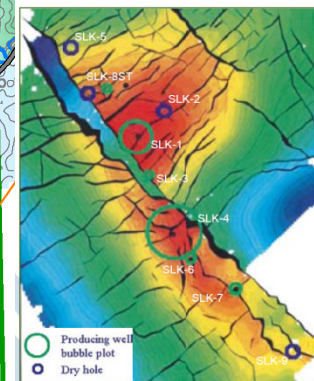 SLK-5
SLK-8ST
SLK-2
SLK-1
SLK-3
SLK-4
SLK-6
SLK-7
SLK-9
Producing well
bubble plot
Dry hole